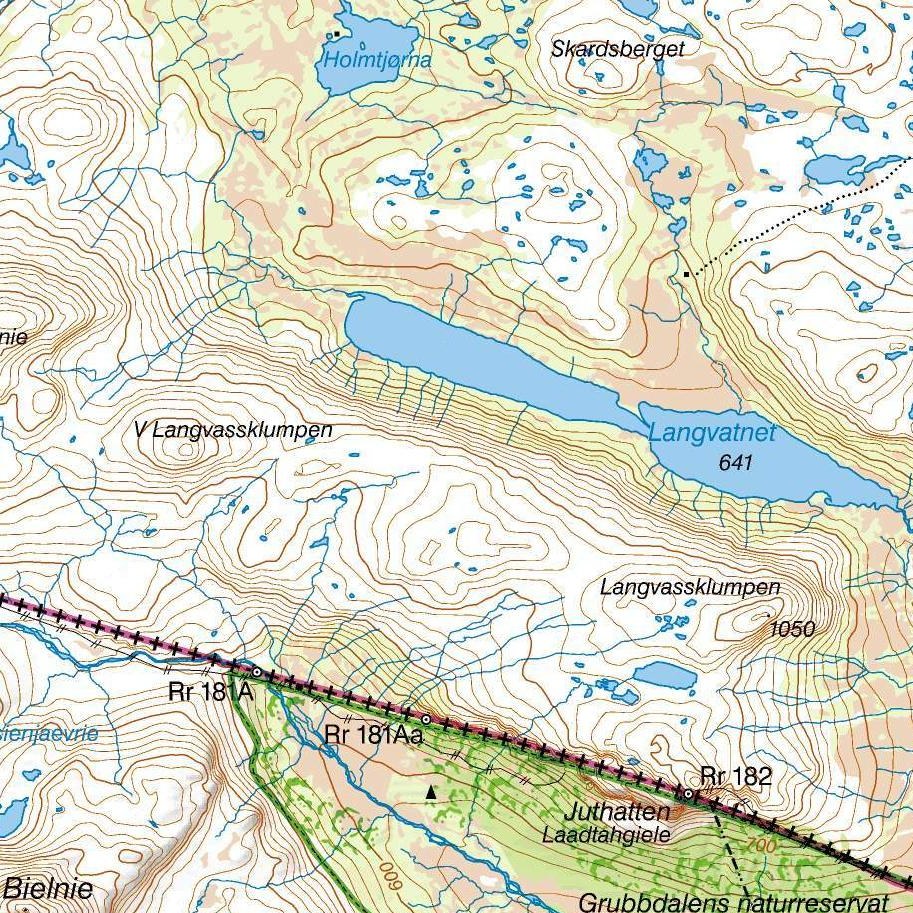 Holmtjørna
Skardsberget
nie
V Langvassklumpen
Langvatnet
641
Langvassklumpen
1050
Rr 181A
Rr 181Aa
sienjaevrie
Rr 182
Juthatten
Laadtahgiele
700
600
Bielnie
Grubbdalens naturreservat